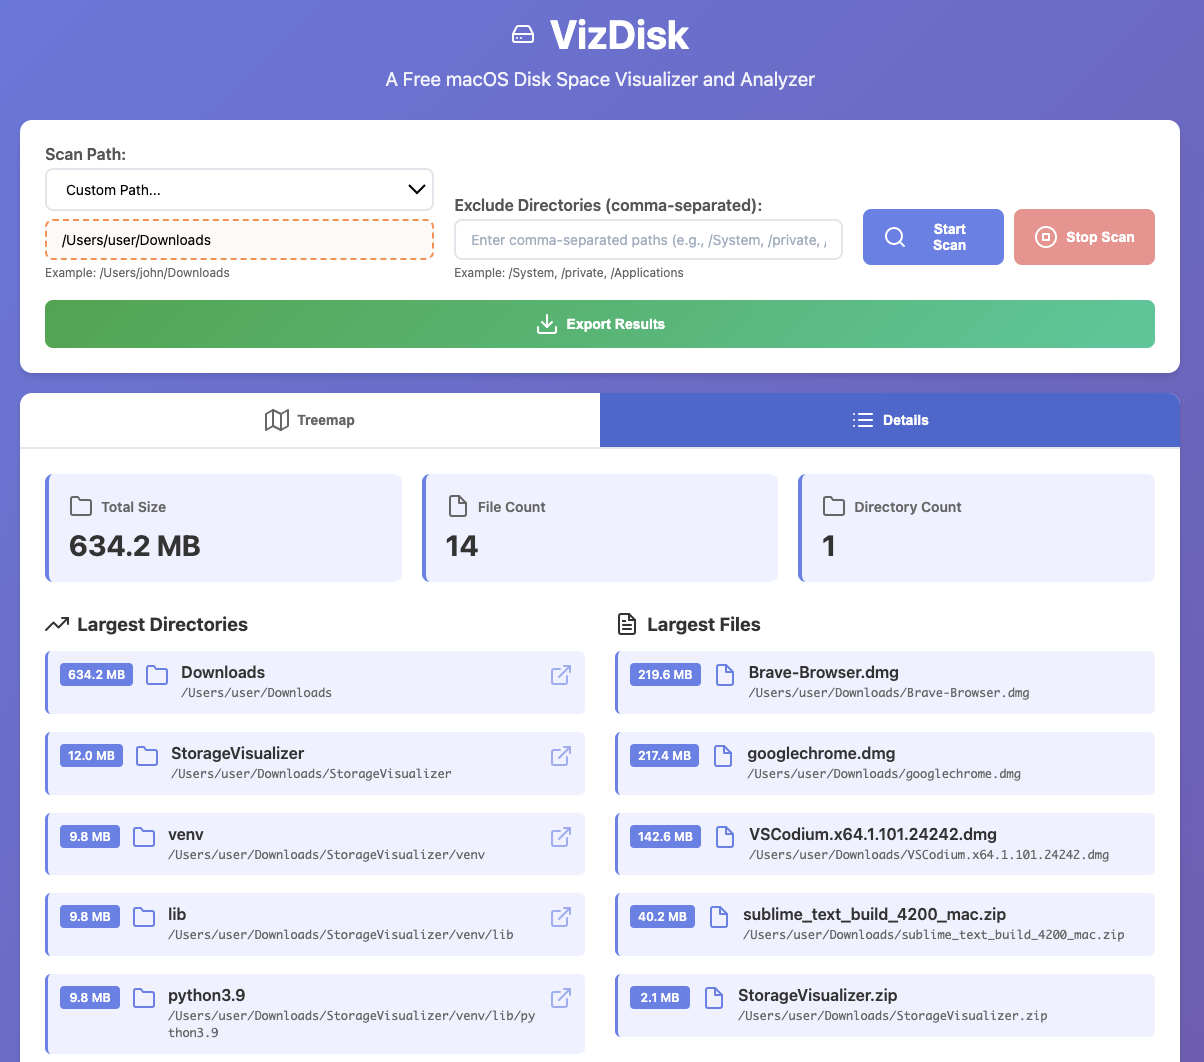 VizDisk
A Free macOS Disk Space Visualizer and Analyzer
Scan Path:
Custom Path...
/Users/user/Downloads
Example: /Users/john/Downloads
Exclude Directories (comma-separated):
Enter comma-separated paths (e.g., /System, /private, /
Example: /System, /private, /Applications
Start
Scan
Stop Scan
Export Results
Treemap
Details
Total Size
634.2 MB
File Count
14
Directory Count
1
Largest Directories
634.2 MB
Downloads
/Users/user/Downloads
12.0 MB
StorageVisualizer
/Users/user/Downloads/StorageVisualizer
9.8 MB
venv
/Users/user/Downloads/StorageVisualizer/venv
9.8 MB
lib
/Users/user/Downloads/StorageVisualizer/venv/lib
9.8 MB
python3.9
/Users/user/Downloads/StorageVisualizer/venv/lib/py
thon3.9
Largest Files
219.6 MB
Brave-Browser.dmg
/Users/user/Downloads/Brave-Browser.dmg
217.4 MB
googlechrome.dmg
/Users/user/Downloads/googlechrome.dmg
142.6 MB
VSCodium.x64.1.101.24242.dmg
/Users/user/Downloads/VSCodium.x64.1.101.24242.dmg
40.2 MB
sublime_text_build_4200_mac.zip
/Users/user/Downloads/sublime_text_build_4200_mac.zip
2.1 MB
StorageVisualizer.zip
/Users/user/Downloads/StorageVisualizer.zip